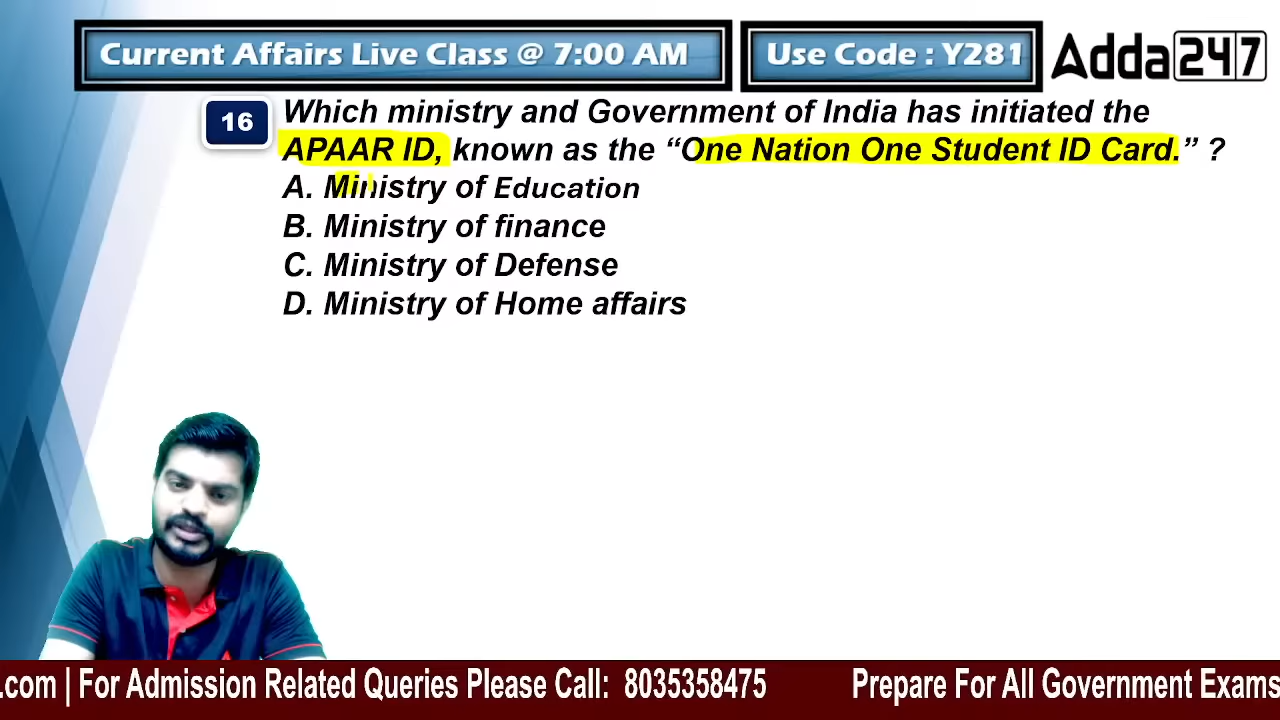 Current Affairs Live Class @ 7:00 AM
Use Code : Y281
Adda247
16
Which ministry and Government of India has initiated the
APAAR ID, known as the “One Nation One Student ID Card.” ?
A. Ministry of Education
B. Ministry of finance
C. Ministry of Defense
D. Ministry of Home affairs
.com | For Admission Related Queries Please Call: 8035358475 Prepare For All Government Exams